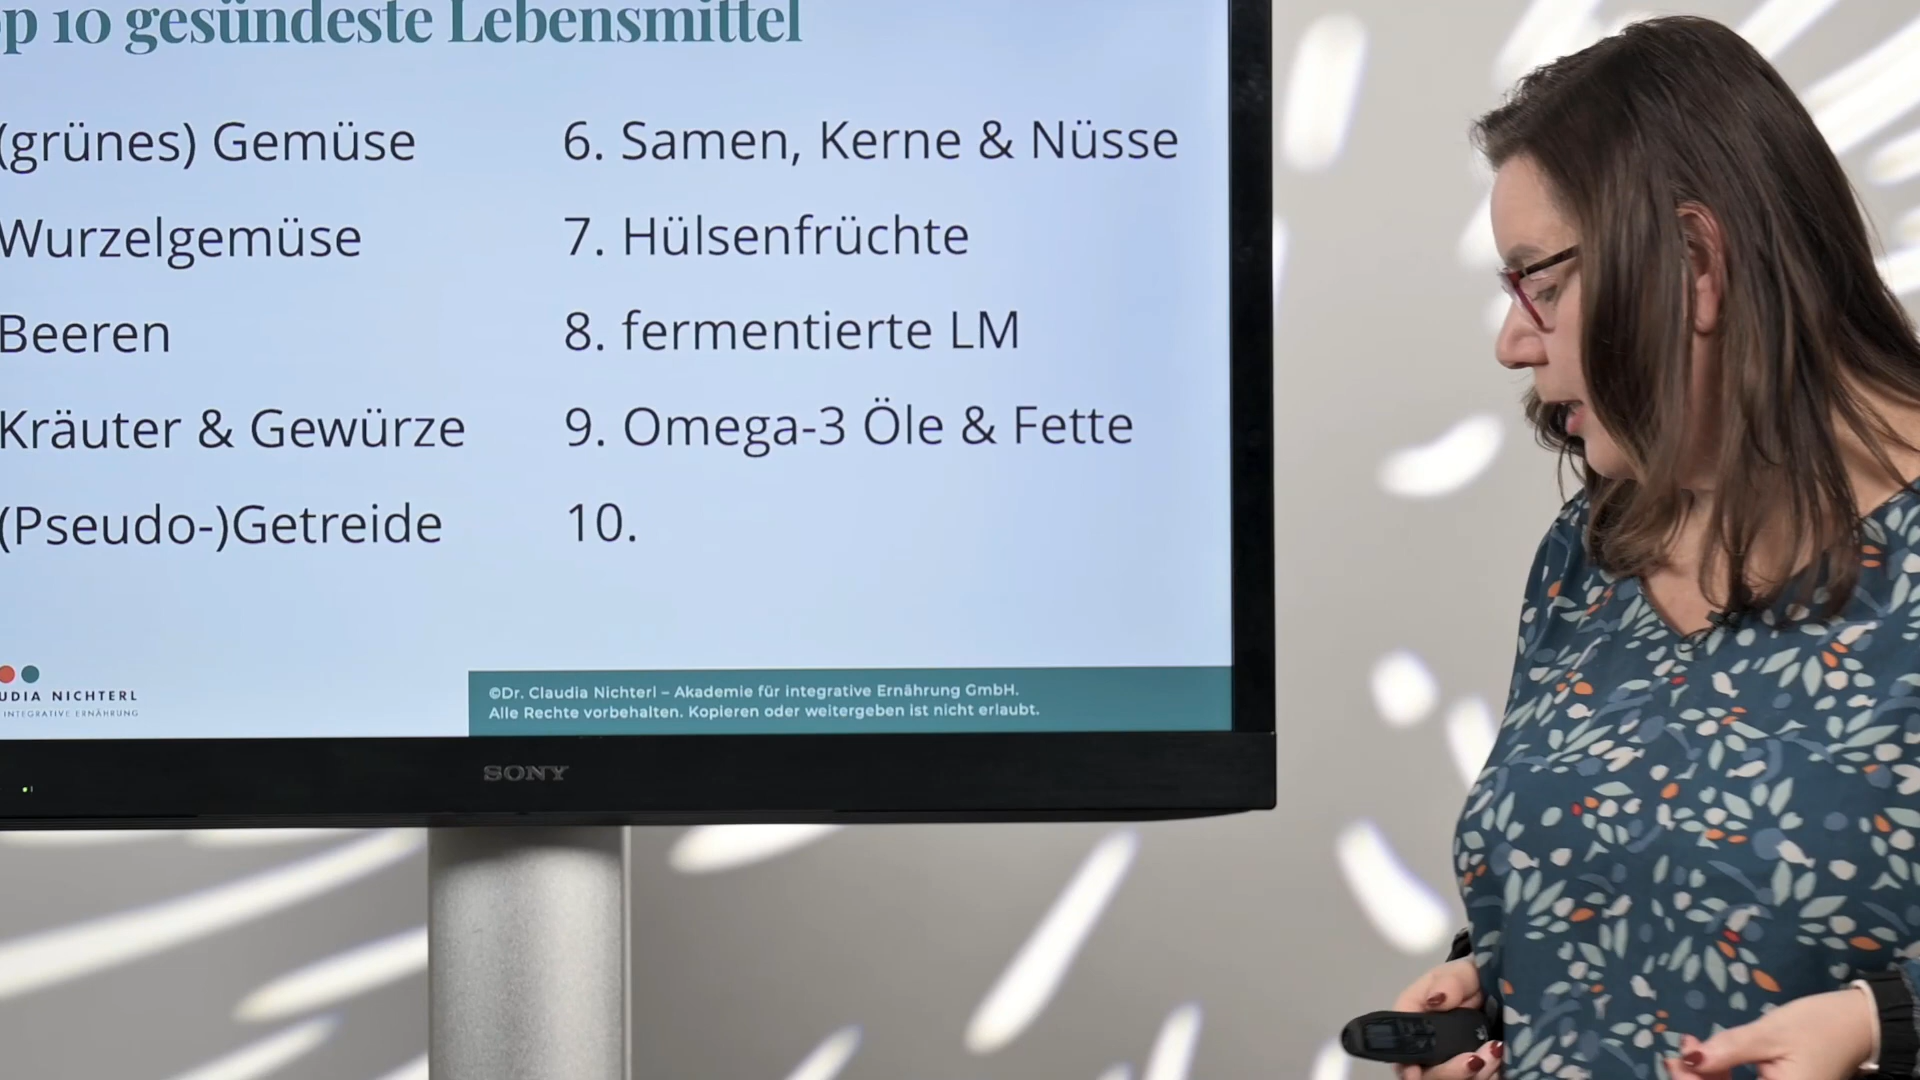 p 10 gesündeste Lebensmittel
(grünes) Gemüse
Wurzelgemüse
Beeren
Kräuter & Gewürze
(Pseudo-)Getreide
6. Samen, Kerne & Nüsse
7. Hülsenfrüchte
8. fermentierte LM
9. Omega-3 Öle & Fette
10.
UDIA NICHTERL
INTEGRATIVE ERNÄHRUNG
©Dr. Claudia Nichterl – Akademie für integrative Ernährung GmbH.
Alle Rechte vorbehalten. Kopieren oder weitergeben ist nicht erlaubt.
SONY